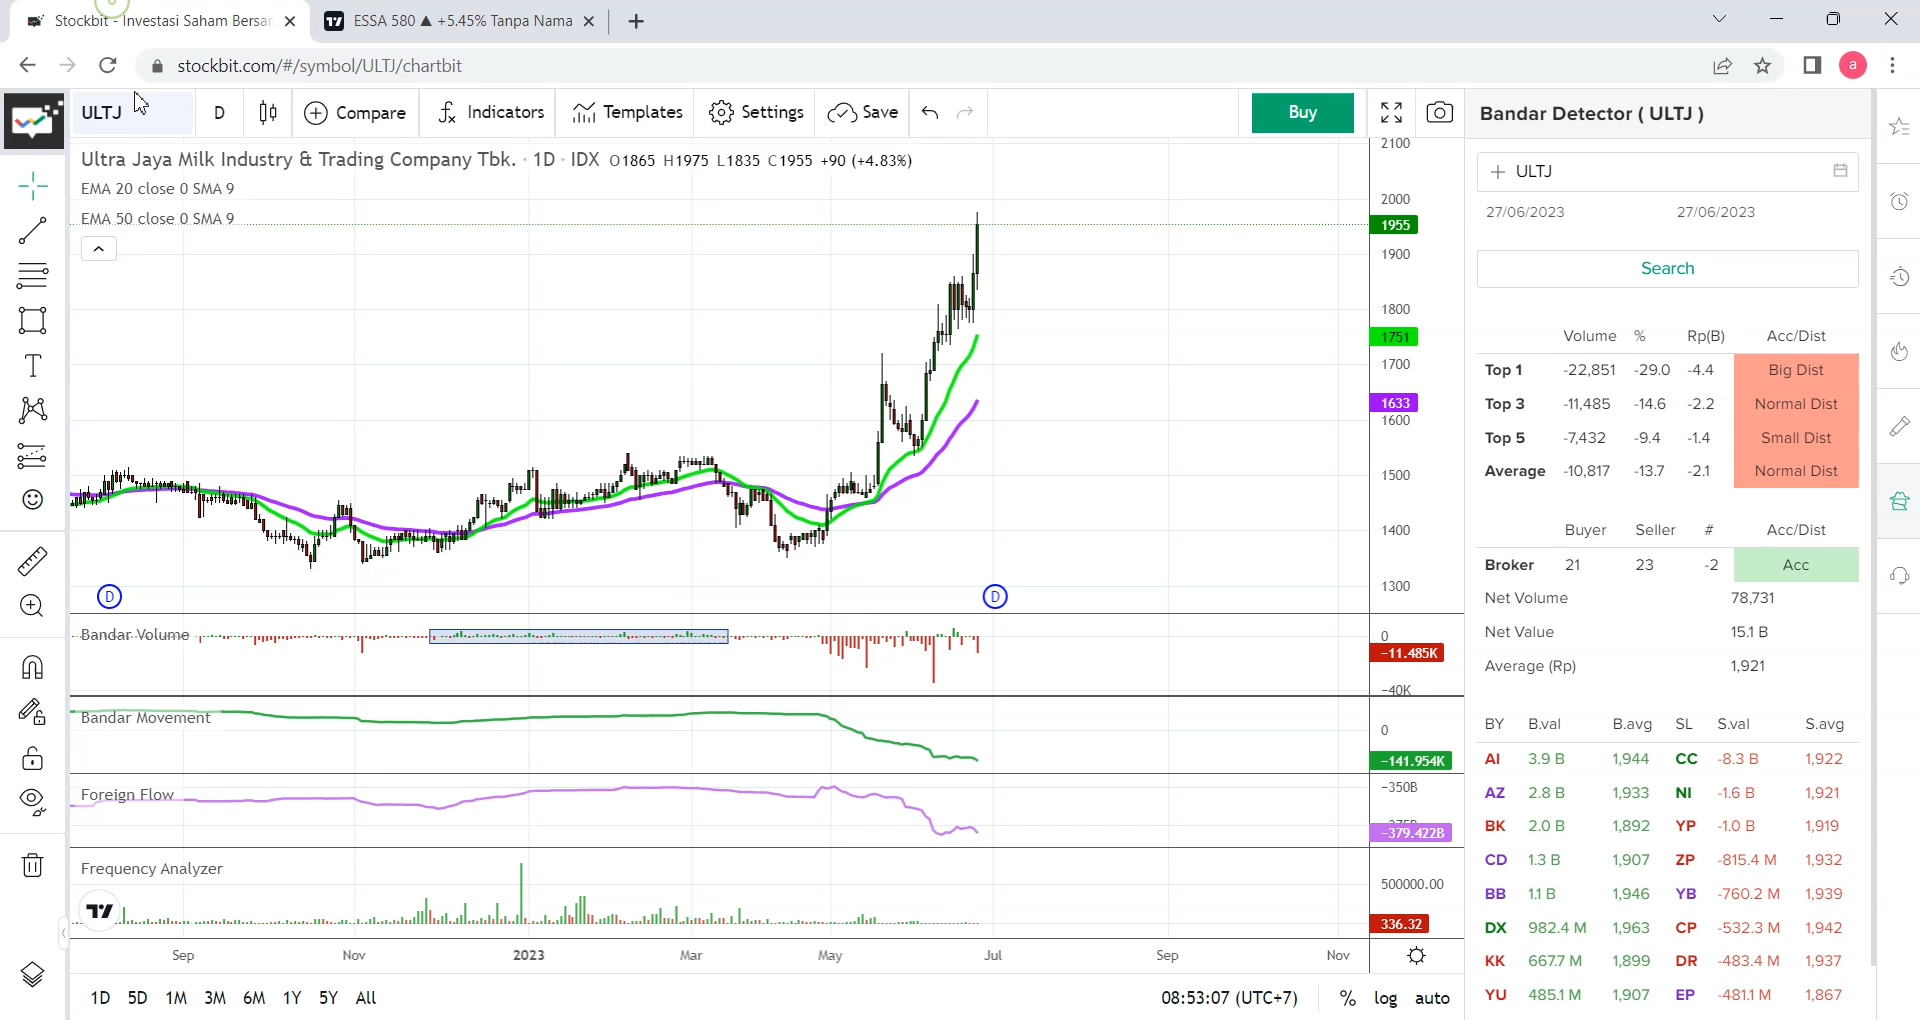 Stockbit - Investasi Saham Bersar
ESSA 580 ▲ +5.45% Tanpa Nama
stockbit.com/#/symbol/ULTJ/chartbit
a
ULTJ
D
Compare
Indicators
Templates
Settings
Save
Buy
Ultra Jaya Milk Industry & Trading Company Tbk. · 1D · IDX O1865 H1975 L1835 C1955 +90 (+4.83%)
EMA 20 close 0 SMA 9
EMA 50 close 0 SMA 9
2100
2000
1955
1900
1800
1751
1700
1633
1600
1500
1400
1300
D
D
Bandar Volume
0
-11.485K
-40K
Bandar Movement
0
-141.954K
Foreign Flow
-350B
-379.422B
Frequency Analyzer
500000.00
336.32
Sep
Nov
2023
Mar
May
Jul
Sep
Nov
1D 5D 1M 3M 6M 1Y 5Y All
08:53:07 (UTC+7)
% log auto
Bandar Detector ( ULTJ )
ULTJ
27/06/2023 27/06/2023
Search
Volume % Rp(B) Acc/Dist
Top 1 -22,851 -29.0 -4.4 Big Dist
Top 3 -11,485 -14.6 -2.2 Normal Dist
Top 5 -7,432 -9.4 -1.4 Small Dist
Average -10,817 -13.7 -2.1 Normal Dist
Buyer Seller # Acc/Dist
Broker 21 23 -2 Acc
Net Volume 78,731
Net Value 15.1 B
Average (Rp) 1,921
BY B.val B.avg SL S.val S.avg
AI 3.9 B 1,944 CC -8.3 B 1,922
AZ 2.8 B 1,933 NI -1.6 B 1,921
BK 2.0 B 1,892 YP -1.0 B 1,919
CD 1.3 B 1,907 ZP -815.4 M 1,932
BB 1.1 B 1,946 YB -760.2 M 1,939
DX 982.4 M 1,963 CP -532.3 M 1,942
KK 667.7 M 1,899 DR -483.4 M 1,937
YU 485.1 M 1,907 EP -481.1 M 1,867